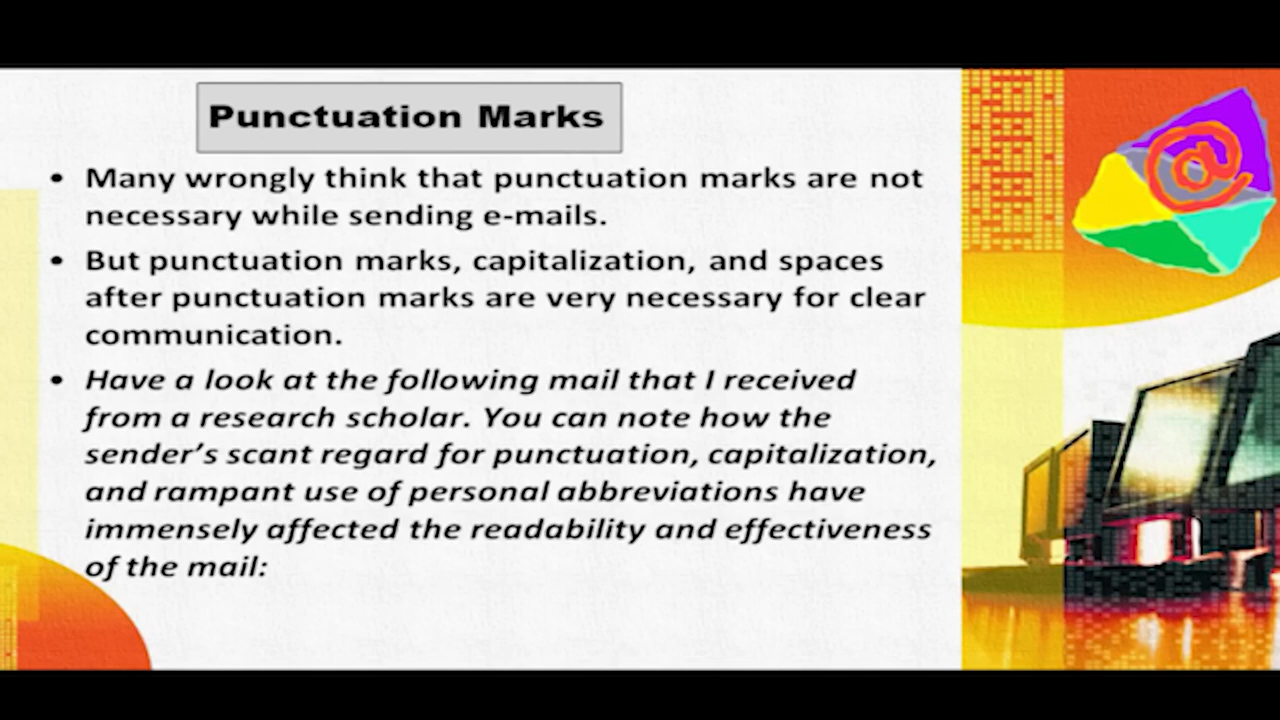 Punctuation Marks
• Many wrongly think that punctuation marks are not
necessary while sending e-mails.
• But punctuation marks, capitalization, and spaces
after punctuation marks are very necessary for clear
communication.
• Have a look at the following mail that I received
from a research scholar. You can note how the
sender’s scant regard for punctuation, capitalization,
and rampant use of personal abbreviations have
immensely affected the readability and effectiveness
of the mail:
@